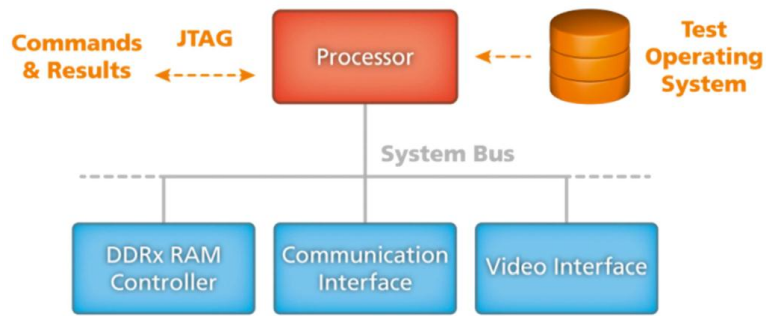 Commands
& Results
JTAG
Processor
Test
Operating
System
System Bus
DDRx RAM
Controller
Communication
Interface
Video Interface